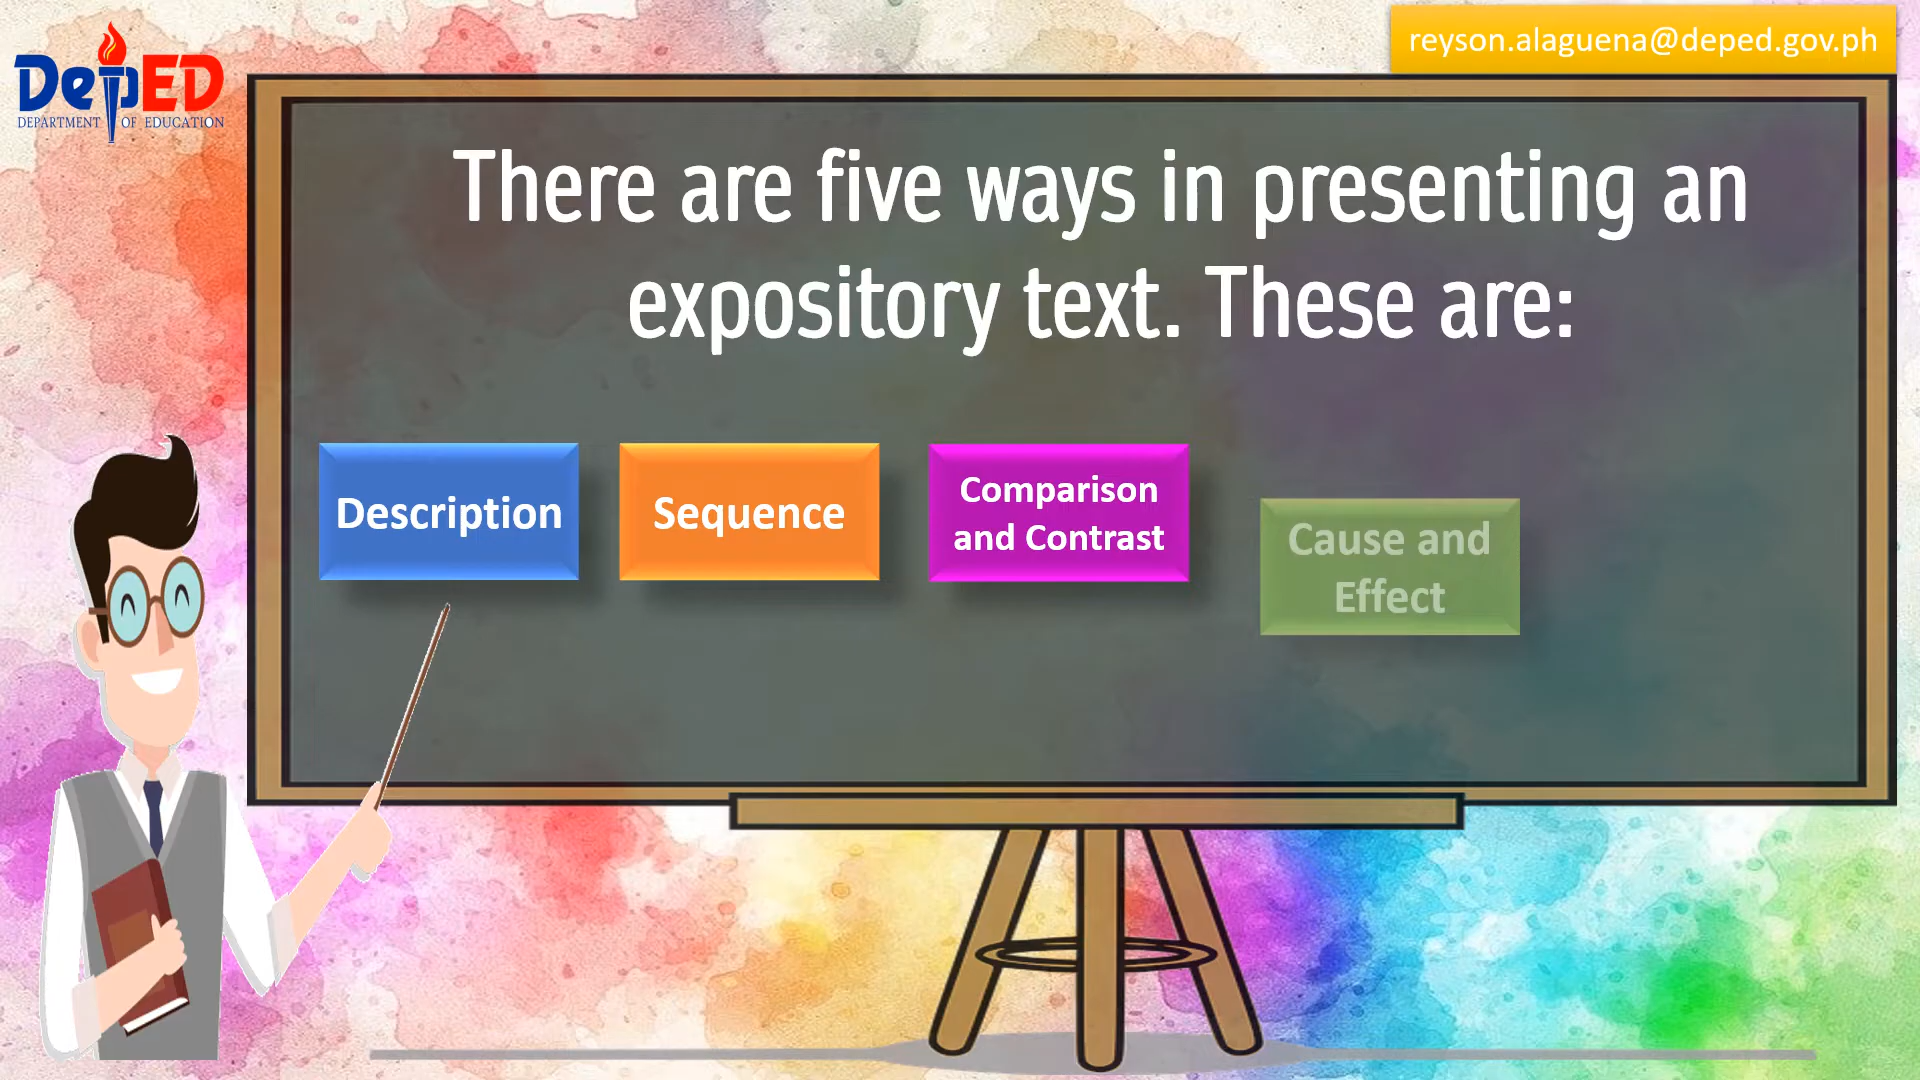 DepED
DEPARTMENT OF EDUCATION
reyson.alaguena@deped.gov.ph
There are five ways in presenting an
expository text. These are:
Description
Sequence
Comparison
and Contrast
Cause and
Effect